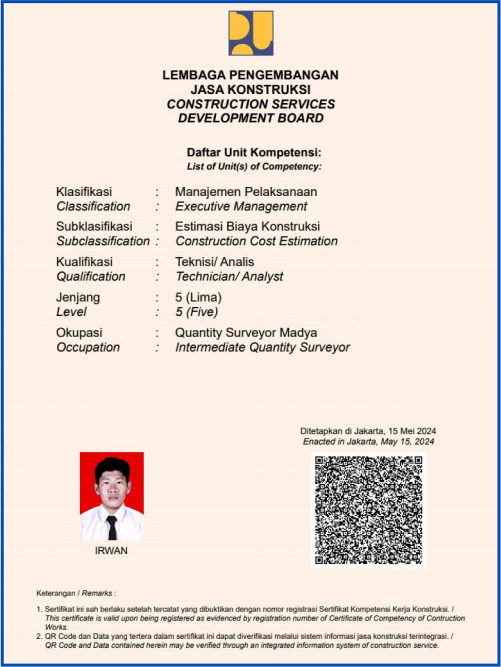 LEMBAGA PENGEMBANGAN
JASA KONSTRUKSI
CONSTRUCTION SERVICES
DEVELOPMENT BOARD
Daftar Unit Kompetensi:
List of Unit(s) of Competency:
Klasifikasi : Manajemen Pelaksanaan
Classification : Executive Management
Subklasifikasi : Estimasi Biaya Konstruksi
Subclassification : Construction Cost Estimation
Kualifikasi : Teknisi/ Analis
Qualification : Technician/ Analyst
Jenjang : 5 (Lima)
Level : 5 (Five)
Okupasi : Quantity Surveyor Madya
Occupation : Intermediate Quantity Surveyor
Ditetapkan di Jakarta, 15 Mei 2024
Enacted in Jakarta, May 15, 2024
IRWAN
Keterangan / Remarks :
1. Sertifikat ini sah berlaku setelah tercatat yang dibuktikan dengan nomor registrasi Sertifikat Kompetensi Kerja Konstruksi. /
This certificate is valid upon being registered as evidenced by registration number of Certificate of Competency of Contruction
Works.
2. QR Code dan Data yang tertera dalam sertifikat ini dapat diverifikasi melalui sistem informasi jasa konstruksi terintegrasi. /
QR Code and Data contained herein may be verified through an integrated information system of construction service.